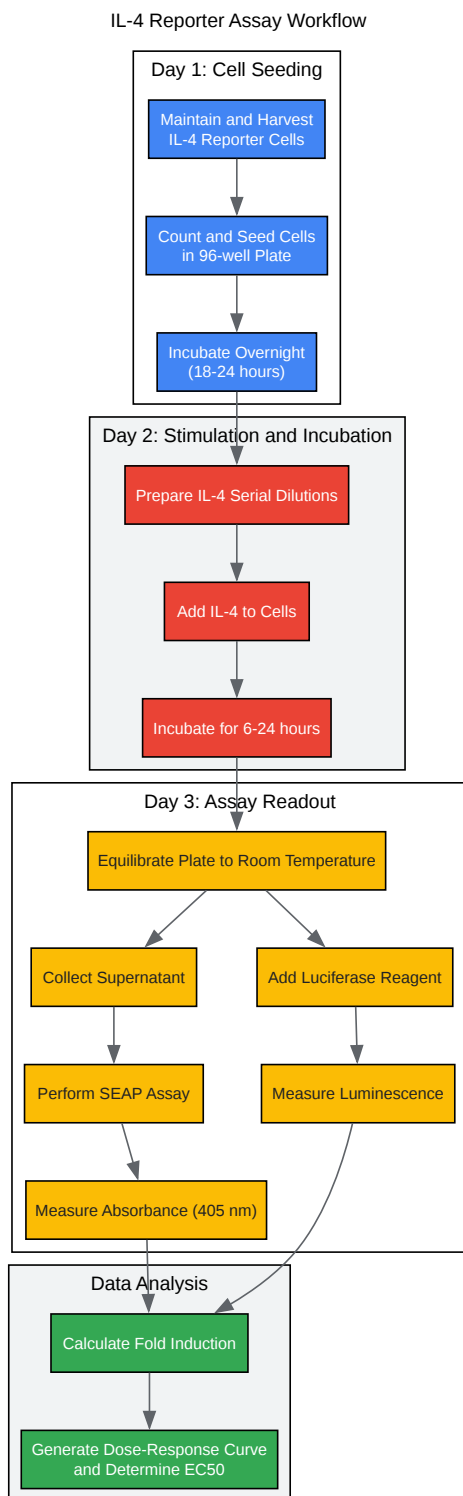 IL-4 Reporter Assay Workflow
Day 1: Cell Seeding
Maintain and Harvest
IL-4 Reporter Cells
Count and Seed Cells
in 96-well Plate
Incubate Overnight
(18-24 hours)
Day 2: Stimulation and Incubation
Prepare IL-4 Serial Dilutions
Add IL-4 to Cells
Incubate for 6-24 hours
Day 3: Assay Readout
Equilibrate Plate to Room Temperature
Collect Supernatant
Add Luciferase Reagent
Perform SEAP Assay
Measure Luminescence
Measure Absorbance (405 nm)
Data Analysis
Calculate Fold Induction
Generate Dose-Response Curve
and Determine EC50